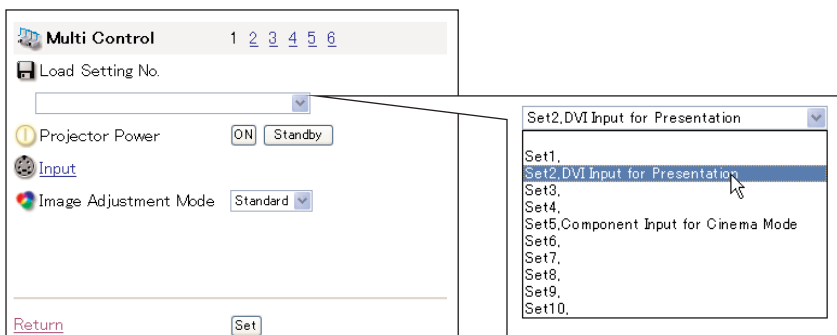 Multi Control 1 2 3 4 5 6
Load Setting No.
Projector Power ON Standby
Input
Image Adjustment Mode Standard
Return Set
Set2,DVI Input for Presentation
Set1,
Set2,DVI Input for Presentation
Set3,
Set4,
Set5,Component Input for Cinema Mode
Set6,
Set7,
Set8,
Set9,
Set10,